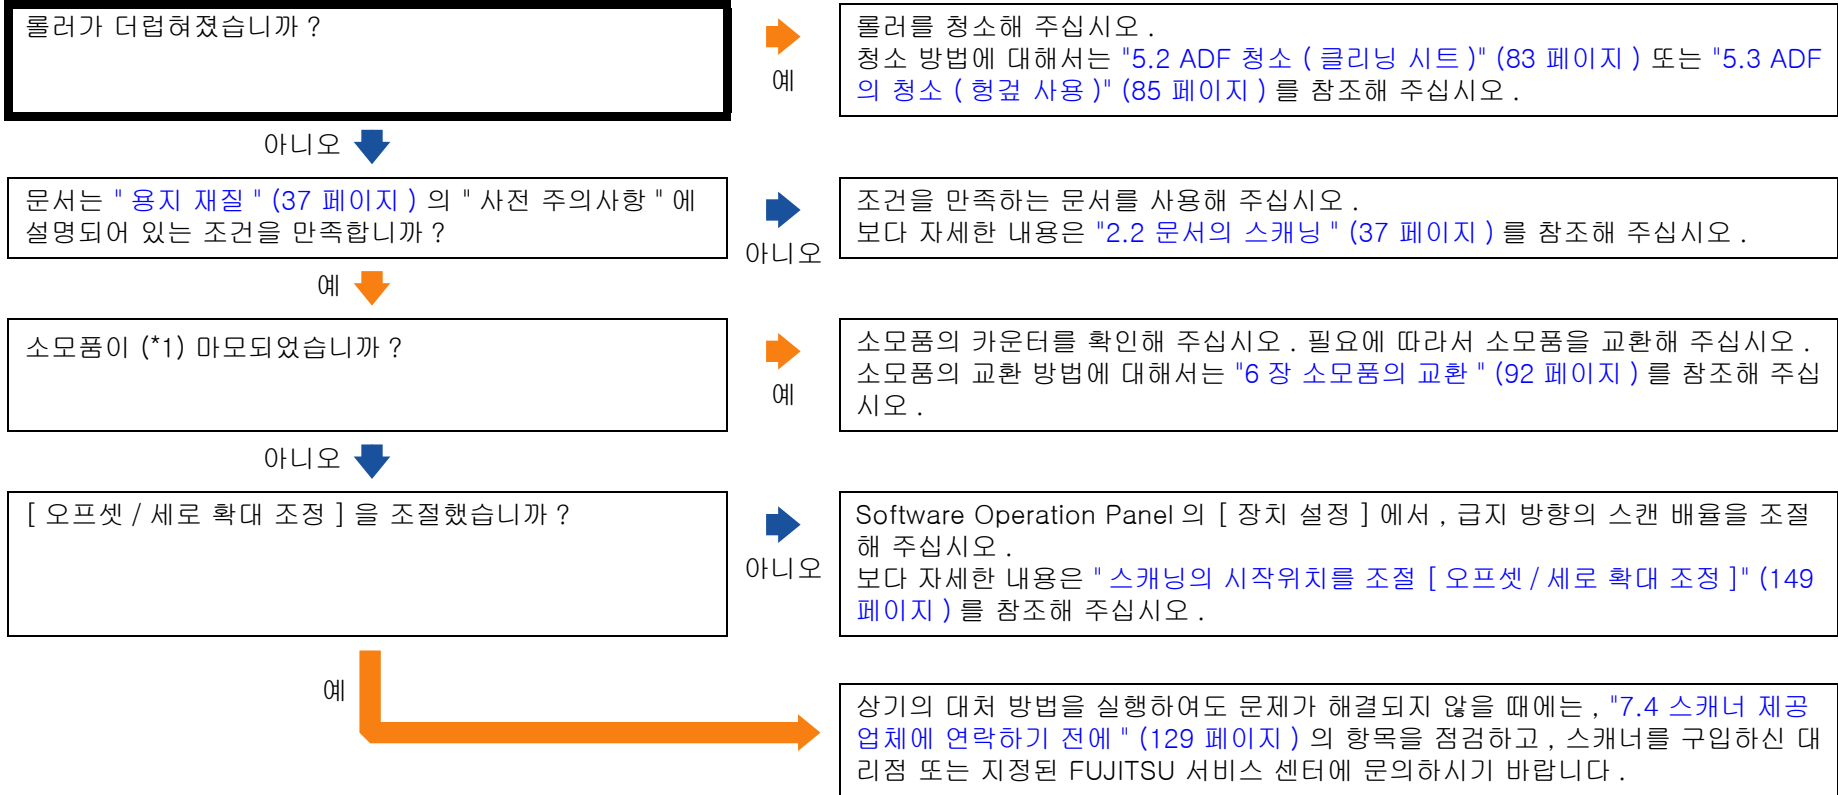 롤러가 더럽혀졌습니까 ?
예
롤러를 청소해 주십시오 .
청소 방법에 대해서는 "5.2 ADF 청소 ( 클리닝 시트 )" (83 페이지 ) 또는 "5.3 ADF
의 청소 ( 헝겊 사용 )" (85 페이지 ) 를 참조해 주십시오 .
아니오
문서는 " 용지 재질 " (37 페이지 ) 의 " 사전 주의사항 " 에
설명되어 있는 조건을 만족합니까 ?
아니오
조건을 만족하는 문서를 사용해 주십시오 .
보다 자세한 내용은 "2.2 문서의 스캐닝 " (37 페이지 ) 를 참조해 주십시오 .
예
소모품이 (*1) 마모되었습니까 ?
예
소모품의 카운터를 확인해 주십시오 . 필요에 따라서 소모품을 교환해 주십시오 .
소모품의 교환 방법에 대해서는 "6 장 소모품의 교환 " (92 페이지 ) 를 참조해 주십
시오 .
아니오
[ 오프셋 / 세로 확대 조정 ] 을 조절했습니까 ?
아니오
Software Operation Panel 의 [ 장치 설정 ] 에서 , 급지 방향의 스캔 배율을 조절
해 주십시오 .
보다 자세한 내용은 " 스캐닝의 시작위치를 조절 [ 오프셋 / 세로 확대 조정 ]" (149
페이지 ) 를 참조해 주십시오 .
예
상기의 대처 방법을 실행하여도 문제가 해결되지 않을 때에는 , "7.4 스캐너 제공
업체에 연락하기 전에 " (129 페이지 ) 의 항목을 점검하고 , 스캐너를 구입하신 대
리점 또는 지정된 FUJITSU 서비스 센터에 문의하시기 바랍니다 .